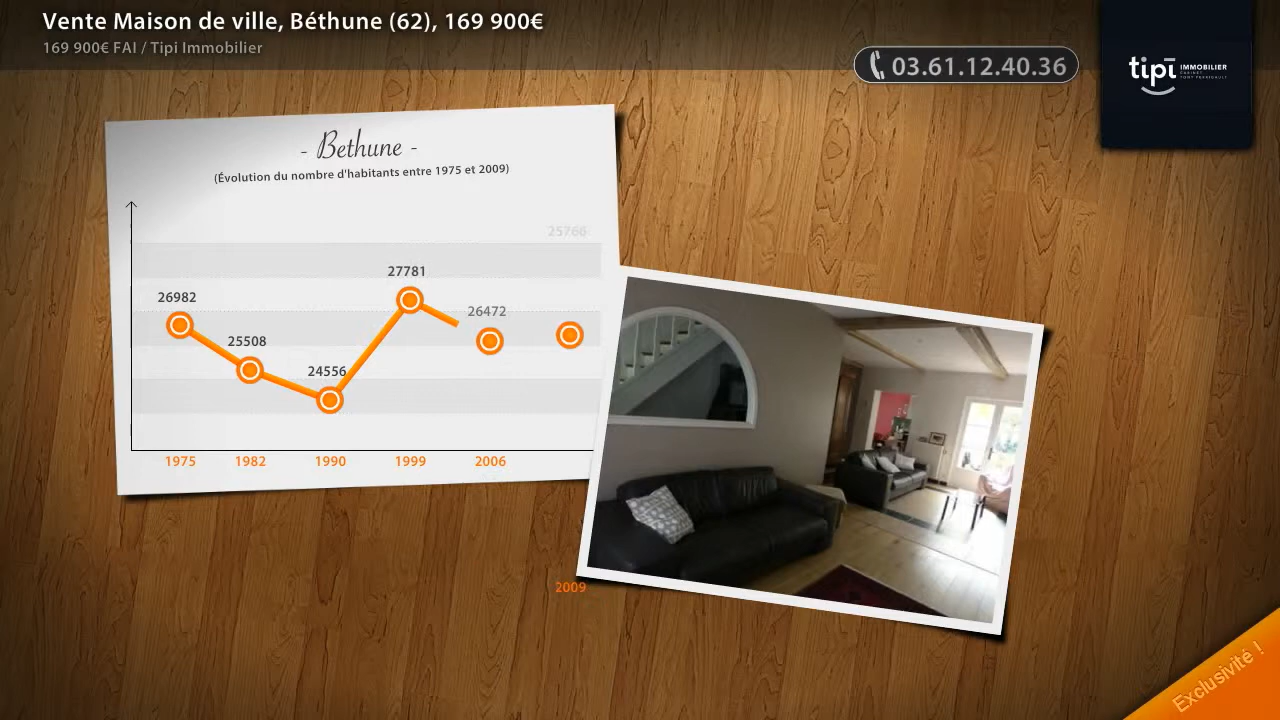 Vente Maison de ville, Béthune (62), 169 900€
169 900€ FAI / Tipi Immobilier
03.61.12.40.36
tipi IMMOBILIER
- Bethune -
(Évolution du nombre d'habitants entre 1975 et 2009)
25766
27781
26982
26472
25508
24556
1975 1982 1990 1999 2006
2009
Exclusivité !